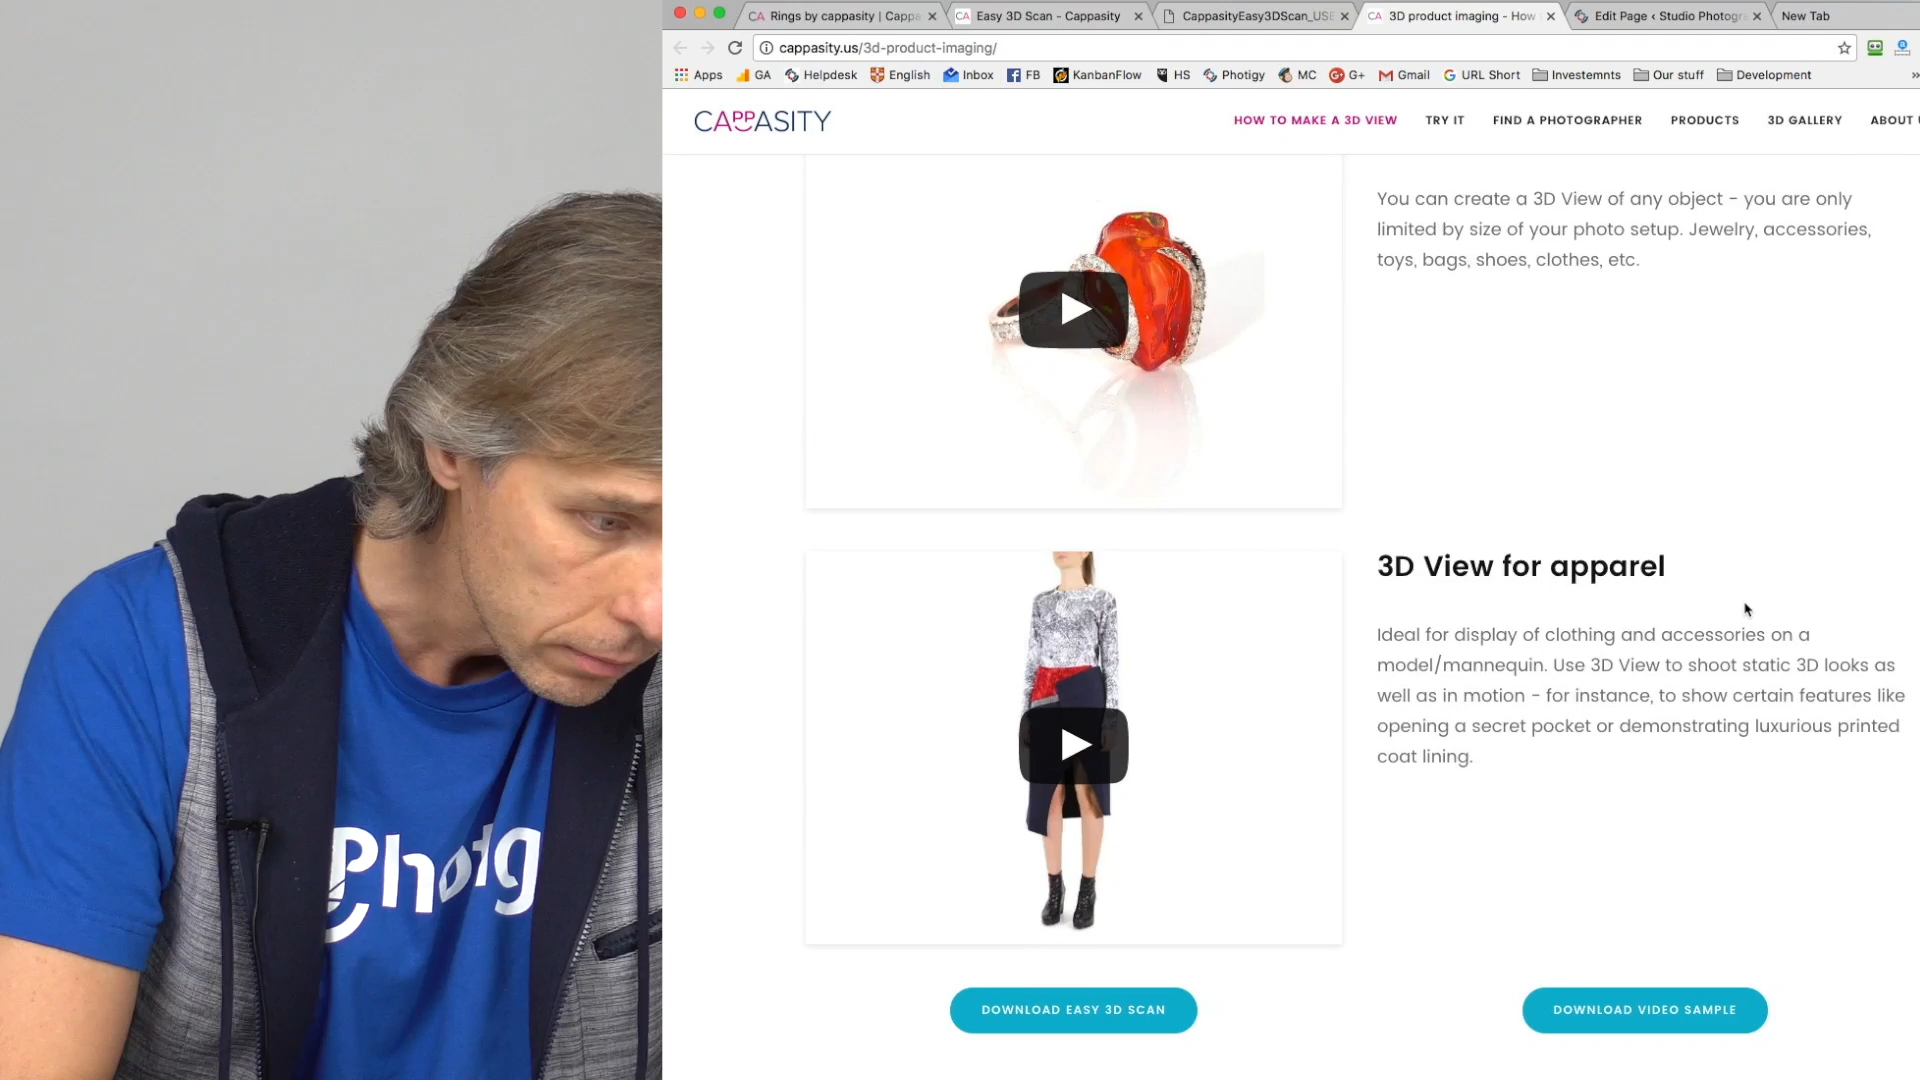 Rings by cappasity | Cappa
Easy 3D Scan - Cappasity
CappasityEasy3DScan_USE
3D product imaging - How
Edit Page ‹ Studio Photogr
New Tab
cappasity.us/3d-product-imaging/
Apps
GA
Helpdesk
English
Inbox
FB
KanbanFlow
HS
Photigy
MC
G+
Gmail
URL Short
Investemnts
Our stuff
Development
CAPPASITY
HOW TO MAKE A 3D VIEW
TRY IT
FIND A PHOTOGRAPHER
PRODUCTS
3D GALLERY
ABOUT U
You can create a 3D View of any object - you are only
limited by size of your photo setup. Jewelry, accessories,
toys, bags, shoes, clothes, etc.
3D View for apparel
Ideal for display of clothing and accessories on a
model/mannequin. Use 3D View to shoot static 3D looks as
well as in motion - for instance, to show certain features like
opening a secret pocket or demonstrating luxurious printed
coat lining.
DOWNLOAD EASY 3D SCAN
DOWNLOAD VIDEO SAMPLE